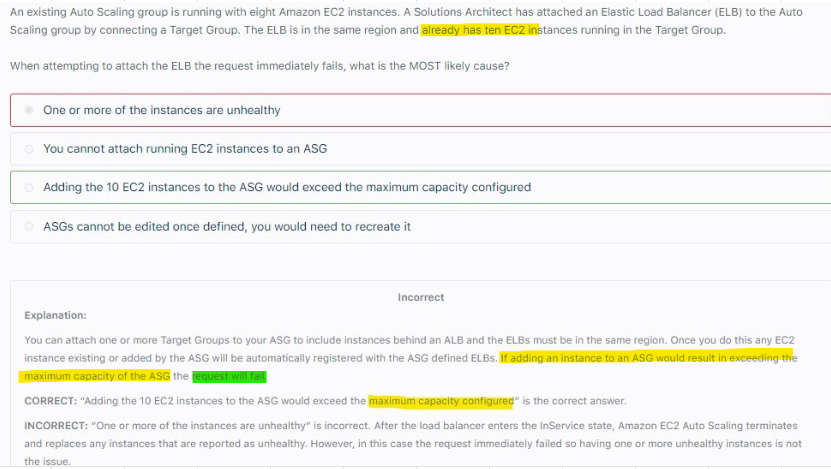 An existing Auto Scaling group is running with eight Amazon EC2 instances. A Solutions Architect has attached an Elastic Load Balancer (ELB) to the Auto
Scaling group by connecting a Target Group. The ELB is in the same region and already has ten EC2 instances running in the Target Group.
When attempting to attach the ELB the request immediately fails, what is the MOST likely cause?
One or more of the instances are unhealthy
You cannot attach running EC2 instances to an ASG
Adding the 10 EC2 instances to the ASG would exceed the maximum capacity configured
ASGs cannot be edited once defined, you would need to recreate it
Incorrect
Explanation:
You can attach one or more Target Groups to your ASG to include instances behind an ALB and the ELBs must be in the same region. Once you do this any EC2
instance existing or added by the ASG will be automatically registered with the ASG defined ELBs. If adding an instance to an ASG would result in exceeding the
maximum capacity of the ASG the request will fail.
CORRECT: "Adding the 10 EC2 instances to the ASG would exceed the maximum capacity configured" is the correct answer.
INCORRECT: "One or more of the instances are unhealthy" is incorrect. After the load balancer enters the InService state, Amazon EC2 Auto Scaling terminates
and replaces any instances that are reported as unhealthy. However, in this case the request immediately failed so having one or more unhealthy instances is not
the issue.